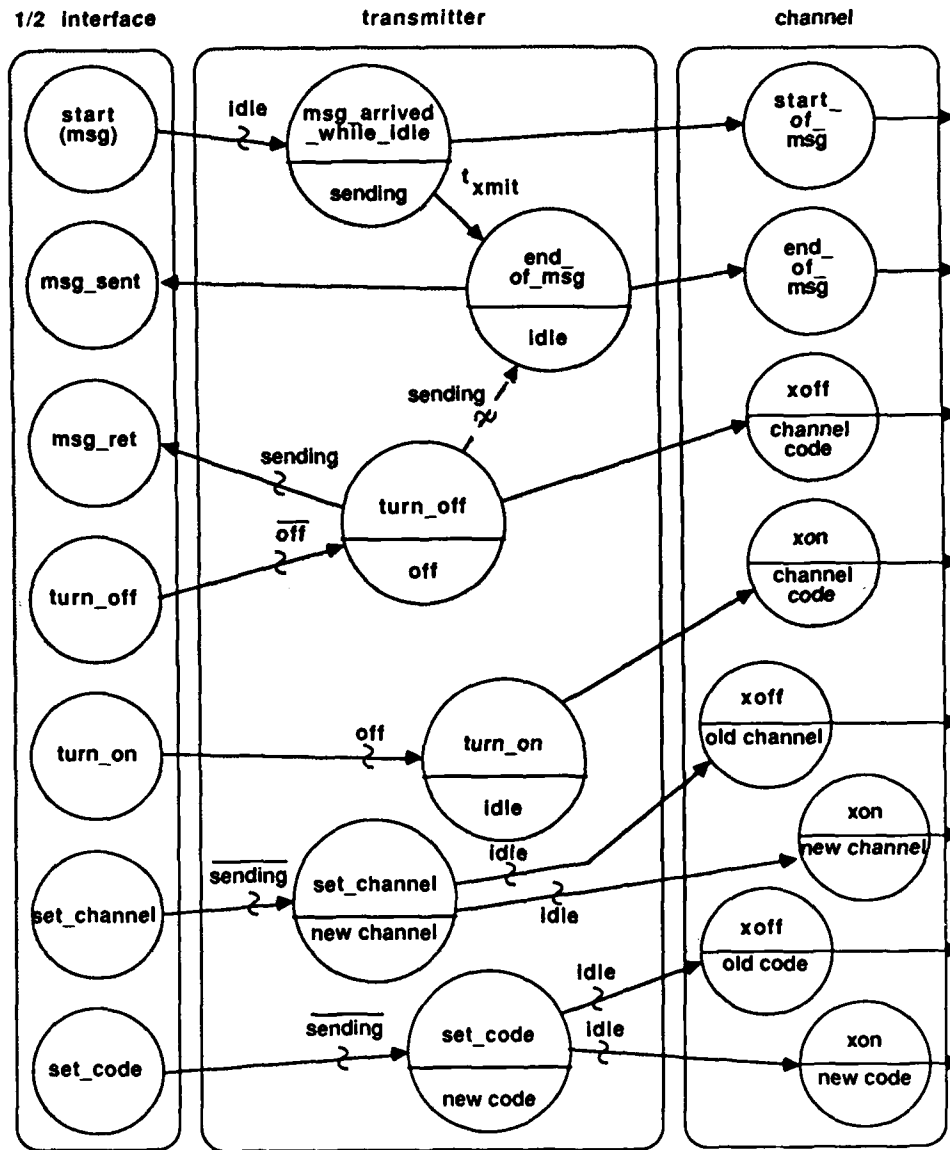 1/2 interface
transmitter
channel
start
(msg)
idle
msg_arrived
_while_idle
sending
start_
of_
msg
t xmit
msg_sent
end_
of_msg
idle
end_
of_
msg
sending
xoff
channel
code
msg_ret
sending
turn_off
off
off
xon
channel
code
turn_off
turn_on
off
turn_on
idle
xoff
old channel
set_channel
sending
set_channel
new channel
idle
idle
xon
new channel
set_code
sending
set_code
new code
idle
idle
xoff
old code
xon
new code